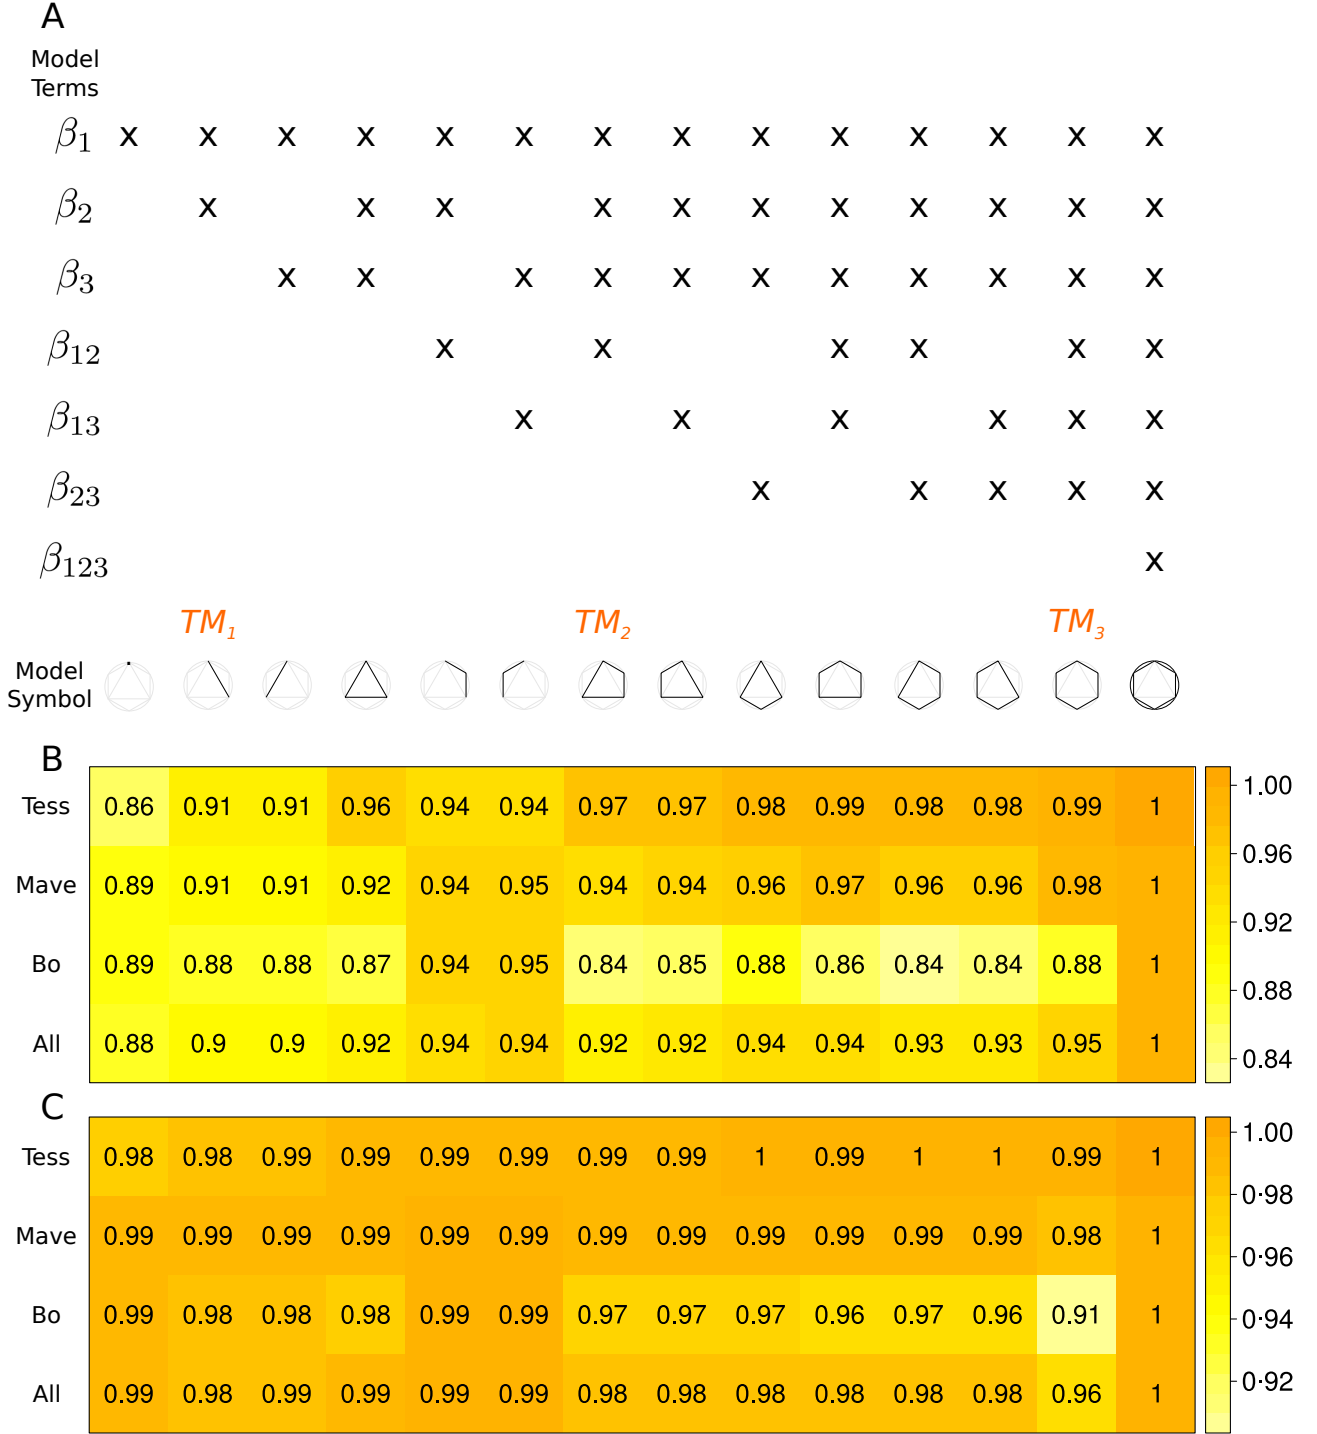 A
Model
Terms
β1 x x x x x x x x x x x x x x
β2 x x x x x x x x x x x
β3 x x x x x x x x x x x
β12 x x x x x x
β13 x x x x x x
β23 x x x x x
β123 x
TM1 TM2 TM3
Model
Symbol
B
Tess 0.86 0.91 0.91 0.96 0.94 0.94 0.97 0.97 0.98 0.99 0.98 0.98 0.99 1 1.00
Mave 0.89 0.91 0.91 0.92 0.94 0.95 0.94 0.94 0.96 0.97 0.96 0.96 0.98 1 0.96
0.92
Bo 0.89 0.88 0.88 0.87 0.94 0.95 0.84 0.85 0.88 0.86 0.84 0.84 0.88 1 0.88
All 0.88 0.9 0.9 0.92 0.94 0.94 0.92 0.92 0.94 0.94 0.93 0.93 0.95 1 0.84
C
Tess 0.98 0.98 0.99 0.99 0.99 0.99 0.99 0.99 1 0.99 1 1 0.99 1 1.00
0·98
Mave 0.99 0.99 0.99 0.99 0.99 0.99 0.99 0.99 0.99 0.99 0.99 0.99 0.98 1 0·96
Bo 0.99 0.98 0.98 0.98 0.99 0.99 0.97 0.97 0.97 0.96 0.97 0.96 0.91 1 0·94
All 0.99 0.98 0.99 0.99 0.99 0.99 0.98 0.98 0.98 0.98 0.98 0.98 0.96 1 0·92